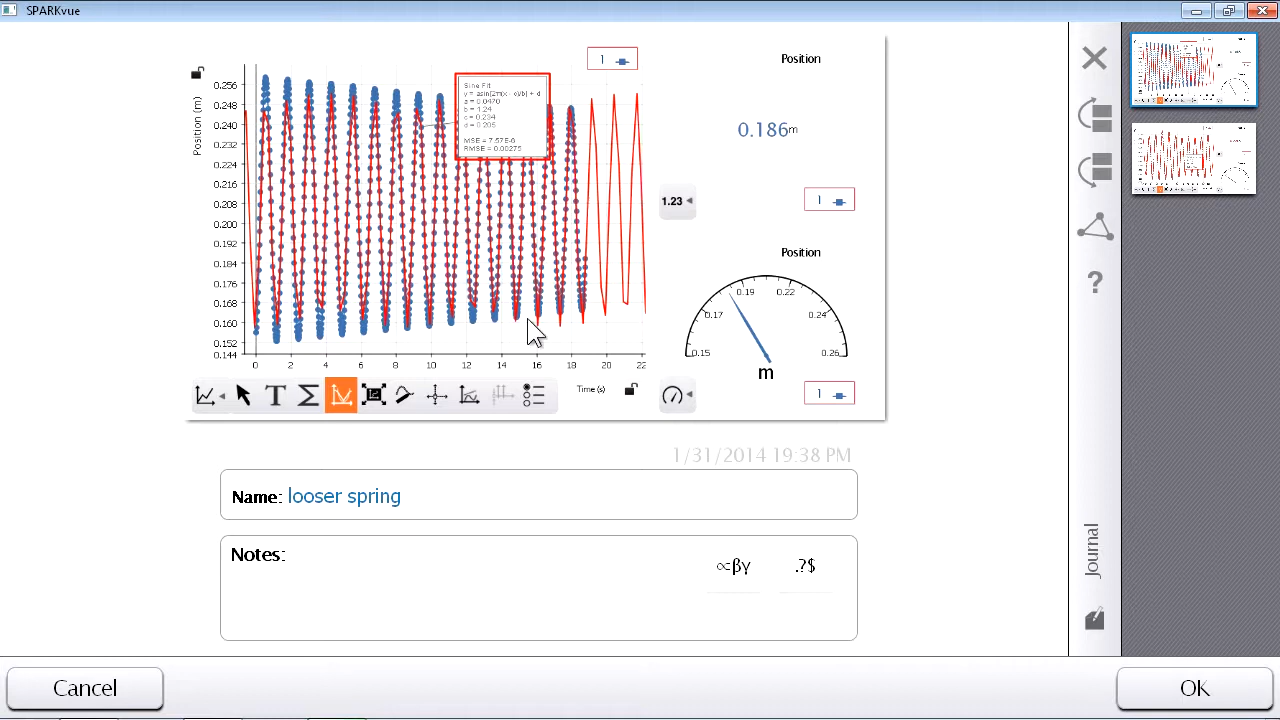 SPARKvue
Position (m)
0.256
0.248
0.240
0.232
0.224
0.216
0.208
0.200
0.192
0.184
0.176
0.168
0.160
0.152
0.144
0 2 4 6 8 10 12 14 16 18 20 22
Time (s)
1
Sine Fit
a = 0.0470
b = 1.24
c = 0.234
d = 0.205
MSE = 7.57E-6
RMSE = 0.00275
Position
0.186m
1.23
1
Position
0.15 0.17 0.19 0.22 0.24 0.26
m
1
T Σ
1/31/2014 19:38 PM
Name: looser spring
Notes:
∝βγ .?$
?
Journal
Cancel
OK